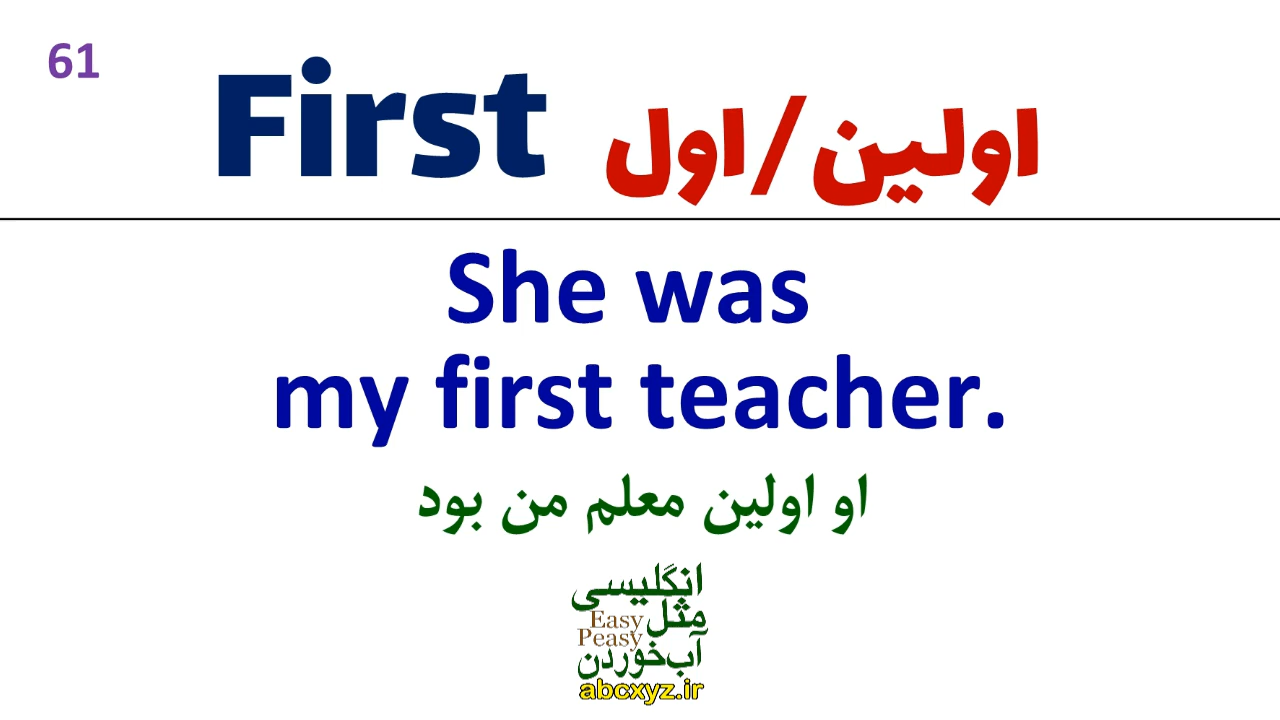 61
First اولین/اول
She was
my first teacher.
او اولین معلم من بود
انگلیسی
مثل
Easy
Peasy
آب‌خوردن
abcxyz.ir